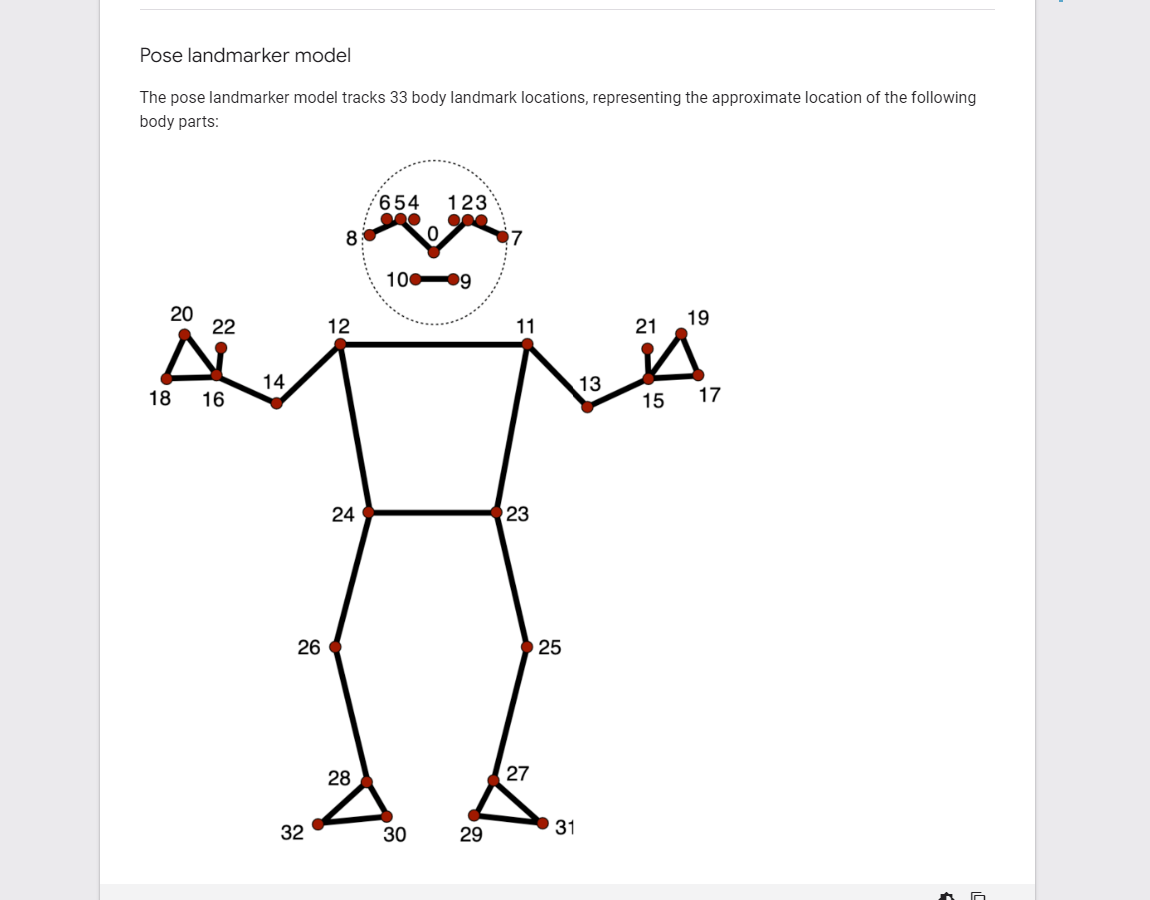 Pose landmarker model
The pose landmarker model tracks 33 body landmark locations, representing the approximate location of the following
body parts:
6 5 4 1 2 3
8 0 7
10 9
20 22 12 11 21 19
14 13
18 16 15 17
24 23
26 25
28 27
32 30 29 31